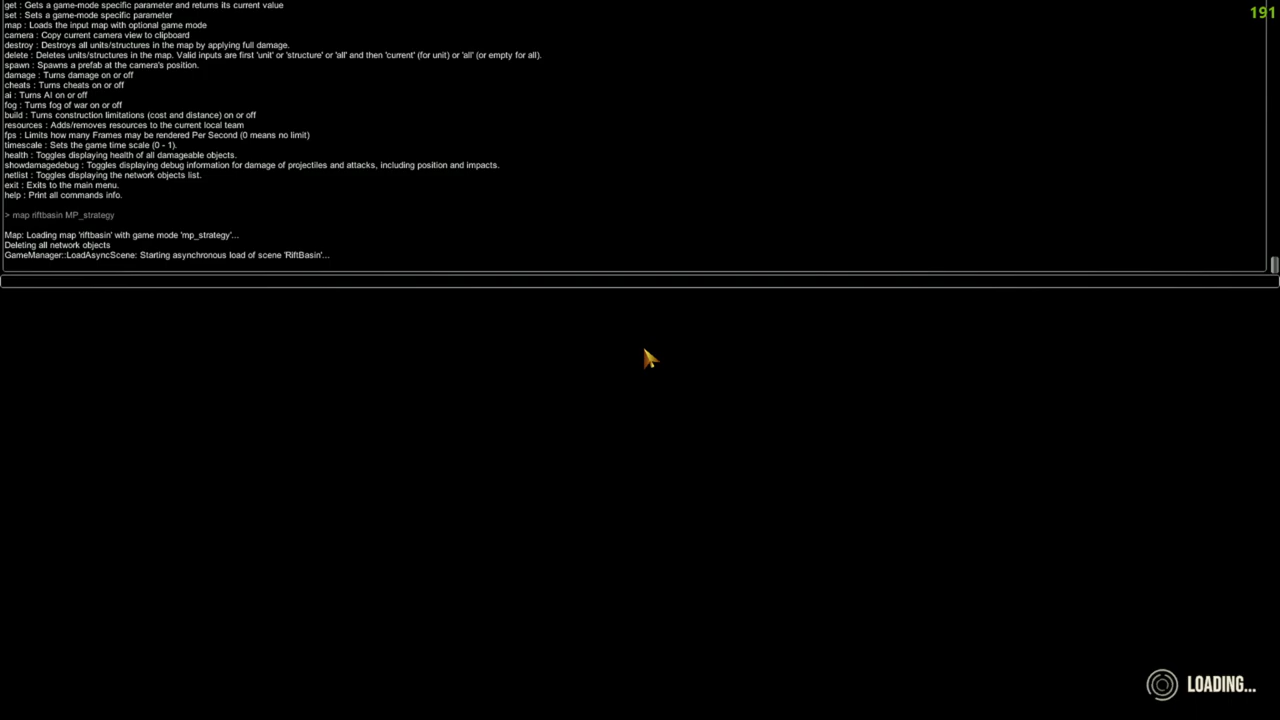 get : Gets a game-mode specific parameter and returns its current value
set : Sets a game-mode specific parameter
map : Loads the input map with optional game mode
camera : Copy current camera view to clipboard
destroy : Destroys all units/structures in the map by applying full damage.
delete : Deletes units/structures in the map. Valid inputs are first 'unit' or 'structure' or 'all' and then 'current' (for unit) or 'all' (or empty for all).
spawn : Spawns a prefab at the camera's position.
damage : Turns damage on or off
cheats : Turns cheats on or off
ai : Turns AI on or off
fog : Turns fog of war on or off
build : Turns construction limitations (cost and distance) on or off
resources : Adds/removes resources to the current local team
fps : Limits how many Frames may be rendered Per Second (0 means no limit)
timescale : Sets the game time scale (0 - 1).
health : Toggles displaying health of all damageable objects.
showdamagedebug : Toggles displaying debug information for damage of projectiles and attacks, including position and impacts.
netlist : Toggles displaying the network objects list.
exit : Exits to the main menu.
help : Print all commands info.
> map riftbasin MP_strategy
Map: Loading map 'riftbasin' with game mode 'mp_strategy'...
Deleting all network objects
GameManager::LoadAsyncScene: Starting asynchronous load of scene 'RiftBasin'...
191
LOADING...